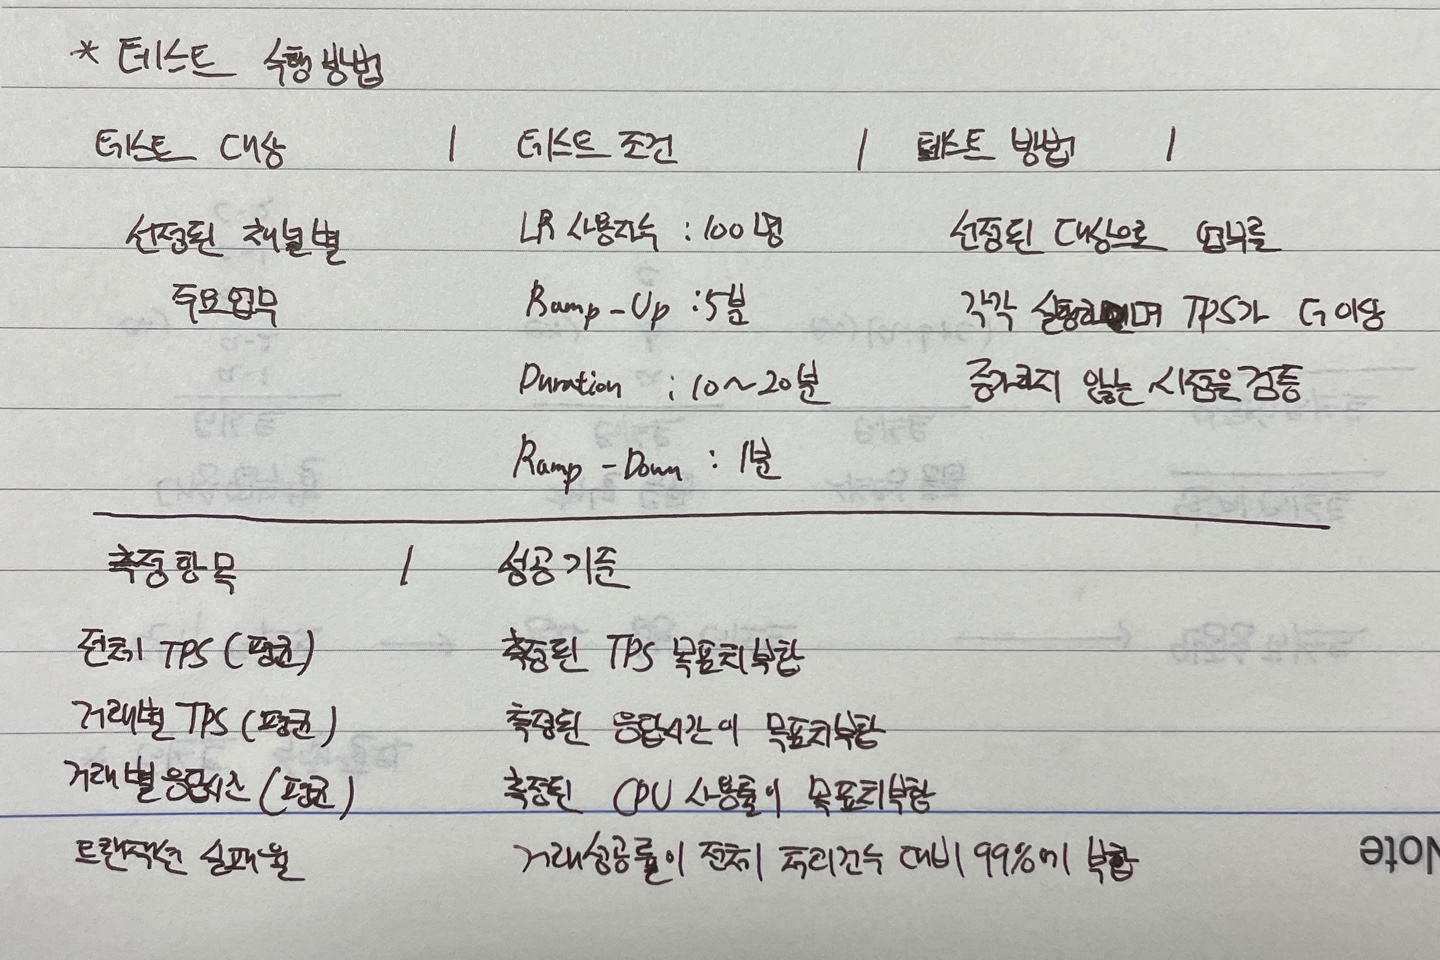 * 테스트 수행방법
테스트 대상 | 테스트 조건 | 테스트 방법 |
선정된 채널별 LR 사용자수 : 100명 선정된 대상으로 업무를
주요업무 Ramp-Up : 5분 각각 실행하며 TPS가 더이상
Duration : 10~20분 증가하지 않는 시점을 검증
Ramp-Down : 1분
측정항목 | 성공기준
전체 TPS (평균) 측정된 TPS 목표치부합
거래별 TPS (평균) 측정된 응답시간이 목표치부합
거래별응답시간 (평균) 측정된 CPU 사용률이 목표치부합
트랜잭션 실패율 거래성공률이 전체 처리건수 대비 99%에 부합
Note